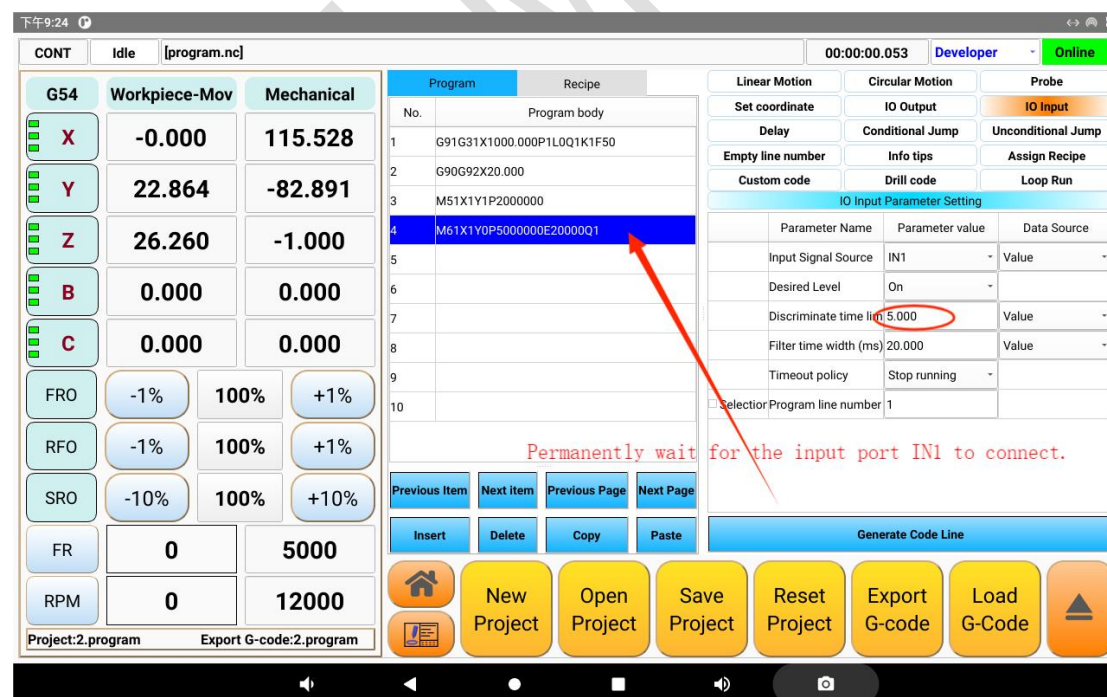 下午9:24
CONT Idle [program.nc] 00:00:00.053 Developer Online
G54 Workpiece-Mov Mechanical
X -0.000 115.528
Y 22.864 -82.891
Z 26.260 -1.000
B 0.000 0.000
C 0.000 0.000
FRO -1% 100% +1%
RFO -1% 100% +1%
SRO -10% 100% +10%
FR 0 5000
RPM 0 12000
Project:2.program Export G-code:2.program
Program Recipe
No. Program body
1 G91G31X1000.000P1L0Q1K1F50
2 G90G92X20.000
3 M51X1Y1P2000000
4 M61X1Y0P5000000E20000Q1
5
6
7
8
9
10
Previous Item Next item Previous Page Next Page
Insert Delete Copy Paste
Linear Motion Circular Motion Probe
Set coordinate IO Output IO Input
Delay Conditional Jump Unconditional Jump
Empty line number Info tips Assign Recipe
Custom code Drill code Loop Run
IO Input Parameter Setting
Parameter Name Parameter value Data Source
Input Signal Source IN1 Value
Desired Level On
Discriminate time lim 5.000 Value
Filter time width (ms) 20.000 Value
Timeout policy Stop running
Selection Program line number 1
Permanently wait for the input port IN1 to connect.
Generate Code Line
New Project Open Project Save Project Reset Project Export G-code Load G-Code